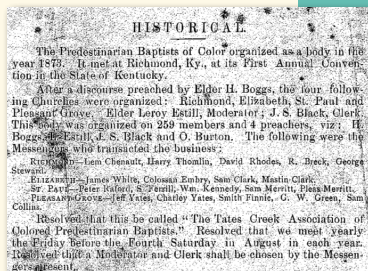 HISTORICAL.
The Predestinarian Baptists of Color organized as a body in the
year 1873. It met at Richmond, Ky., at its First Annual Conven-
tion in the State of Kentucky.
After a discourse preached by Elder H. Boggs, the four follow-
ing Churches were organized: Richmond, Elizabeth, St. Paul and
Pleasant Grove. Elder Leroy Estill, Moderator; J. S. Black, Clerk.
This body was organized on 259 members and 4 preachers, viz: H.
Boggs, Estill, J. S. Black and O. Burton. The following were the
Messengers who transacted the business:
RICHMOND—Lem Chenault, Harry Thomlin, David Rhodes, R. Breck, George
Steward.
ELIZABETH—James White, Colossan Embry, Sam Clark, Mastin Clark.
ST. PAUL—Peter Raford, S. Ferrill, Wm. Kennedy, Sam Merritt, Pleas Merritt.
PLEASANT GROVE—Jeff Yates, Charley Yates, Smith Finnie, G. W. Green, Sam
Collins.
Resolved that this be called "The Tates Creek Association of
Colored Predestinarian Baptists." Resolved that we meet yearly
the Friday before the Fourth Saturday in August in each year.
Resolved that a Moderator and Clerk shall be chosen by the Messen-
gers present.